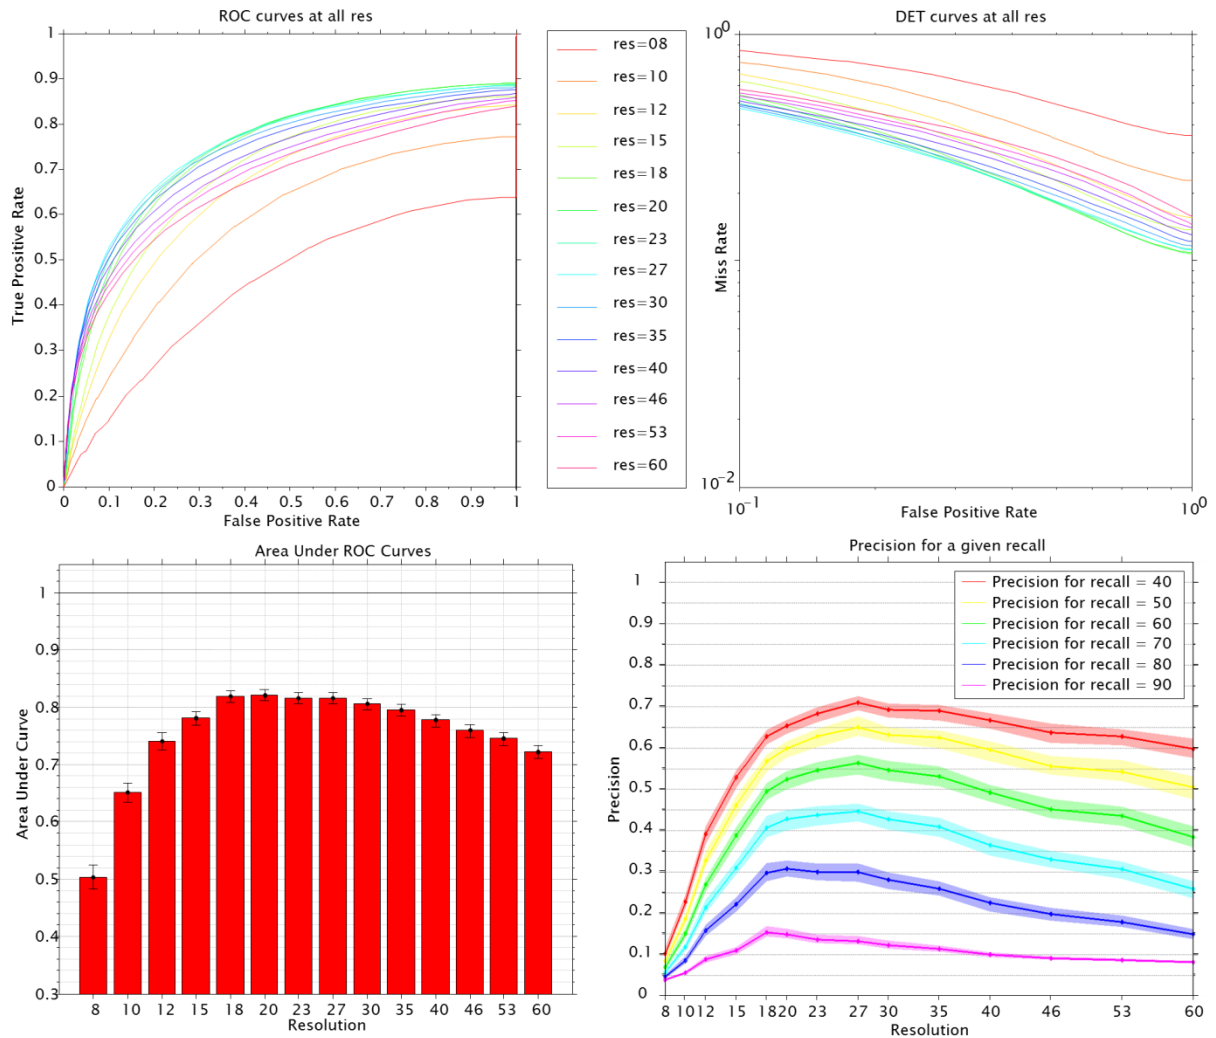 ROC curves at all res
1
0.9
0.8
0.7
0.6
0.5
0.4
0.3
0.2
0.1
0
True Prositive Rate
0 0.1 0.2 0.3 0.4 0.5 0.6 0.7 0.8 0.9 1
False Positive Rate
res=08
res=10
res=12
res=15
res=18
res=20
res=23
res=27
res=30
res=35
res=40
res=46
res=53
res=60
DET curves at all res
10^0
10^-2
Miss Rate
10^-1 10^0
False Positive Rate
Area Under ROC Curves
1
0.9
0.8
0.7
0.6
0.5
0.4
0.3
Area Under Curve
8 10 12 15 18 20 23 27 30 35 40 46 53 60
Resolution
Precision for a given recall
Precision for recall = 40
Precision for recall = 50
Precision for recall = 60
Precision for recall = 70
Precision for recall = 80
Precision for recall = 90
1
0.9
0.8
0.7
0.6
0.5
0.4
0.3
0.2
0.1
0
Precision
8 10 12 15 18 20 23 27 30 35 40 46 53 60
Resolution